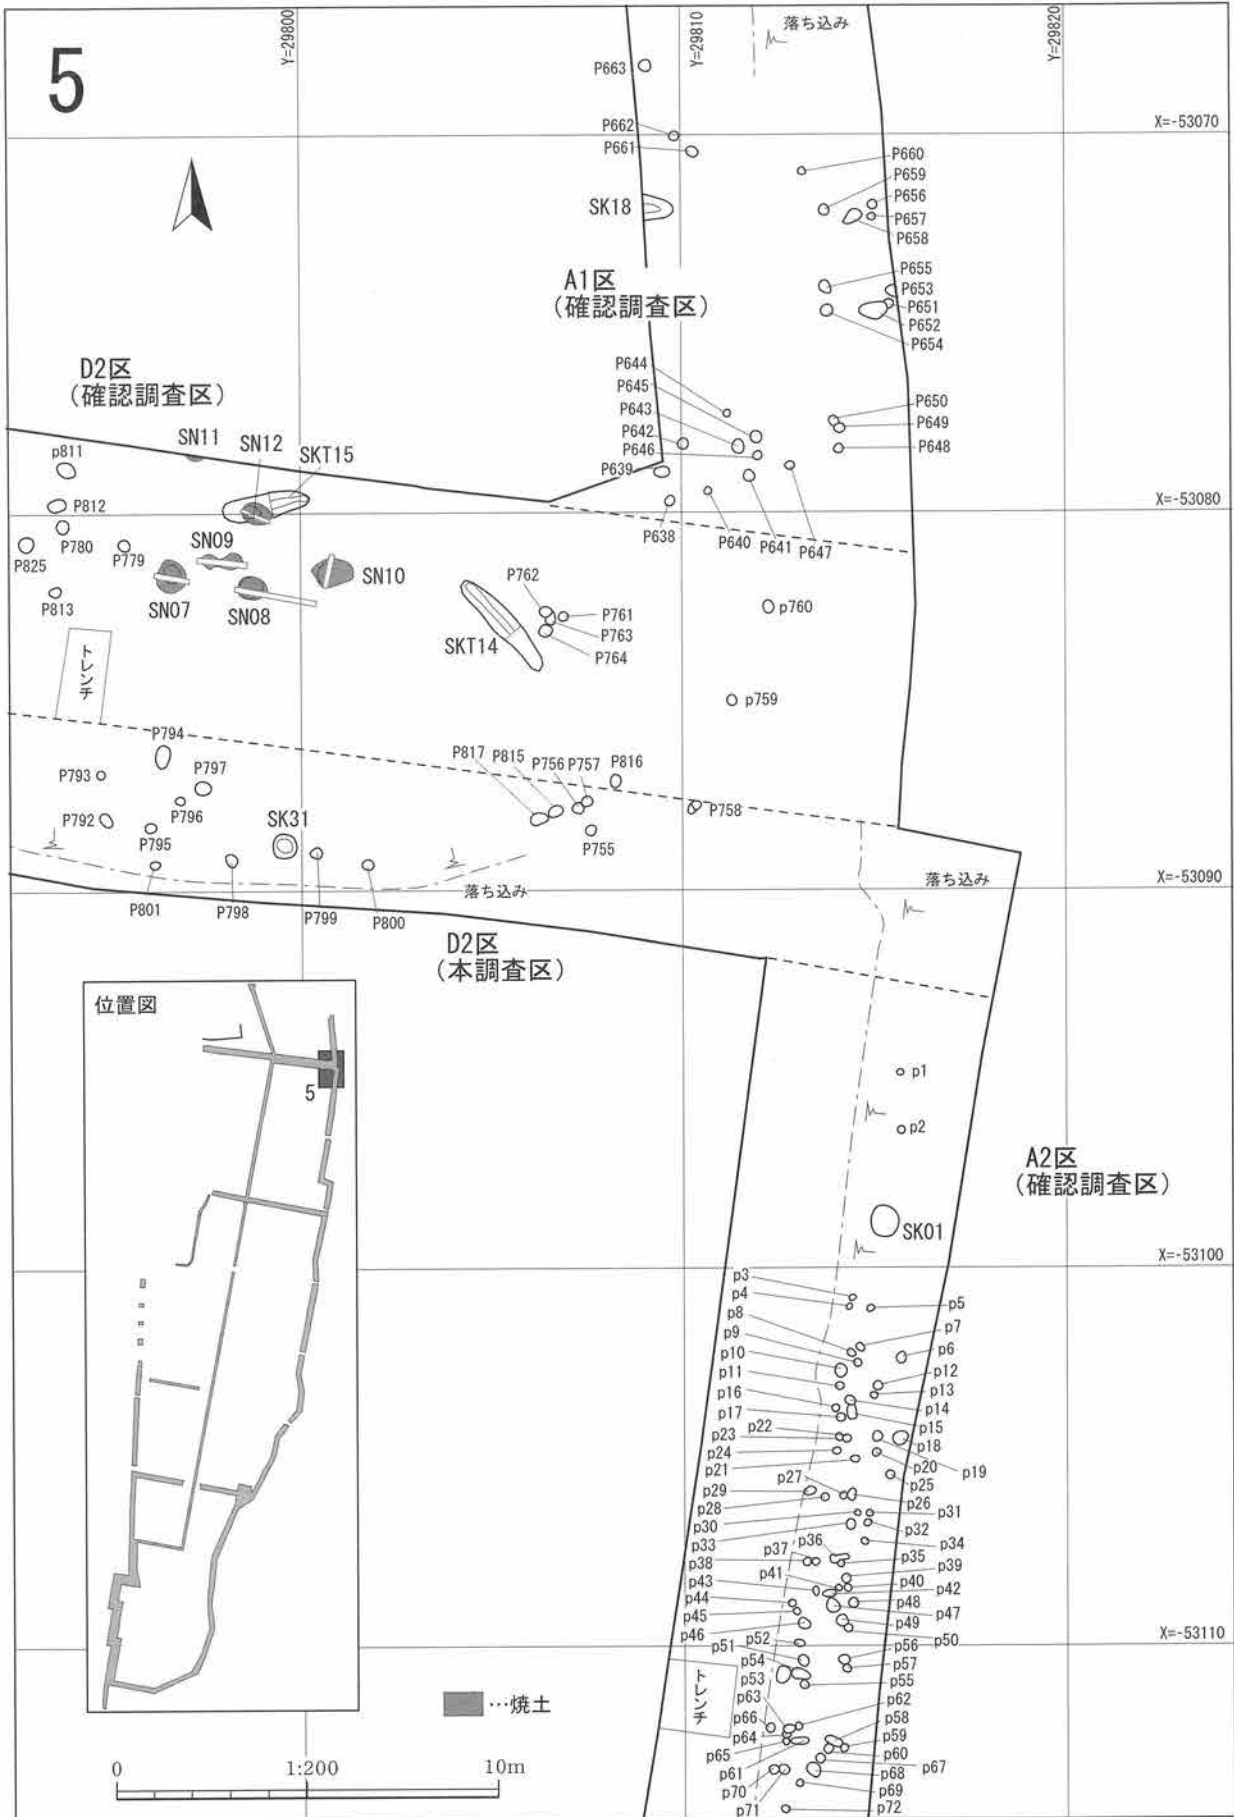 5
Y=29800
Y=29810
落ち込み
Y=29820
P663
X=-53070
P662
P661
P660
P659
P656
P657
P658
SK18
A1区
(確認調査区)
P655
P653
P651
P652
P654
D2区
(確認調査区)
P644
P645
P643
P642
P646
P639
P650
P649
P648
SN11
SN12
SKT15
p811
P812
P780
P825
P779
P813
SN09
SN07
SN08
SN10
X=-53080
P638
P640
P641
P647
P762
P761
P763
P764
SKT14
p760
p759
トレンチ
P794
P793
P797
P796
P792
P795
SK31
P817
P815
P756
P757
P816
P758
P755
落ち込み
P801
P798
P799
P800
落ち込み
X=-53090
D2区
(本調査区)
位置図
5
p1
p2
A2区
(確認調査区)
SK01
X=-53100
p3
p4
p5
p8
p7
p9
p6
p10
p12
p11
p13
p16
p14
p17
p15
p22
p18
p23
p19
p24
p20
p21
p25
p27
p29
p26
p28
p31
p30
p32
p33
p34
p36
p37
p35
p38
p39
p41
p40
p43
p42
p44
p48
p45
p47
p46
p49
p50
p52
X=-53110
p51
p56
p54
p57
p53
p55
トレンチ
p63
p62
p66
p58
p64
p59
p65
p60
p61
p67
p68
p70
p69
p71
p72
…焼土
0
1:200
10m